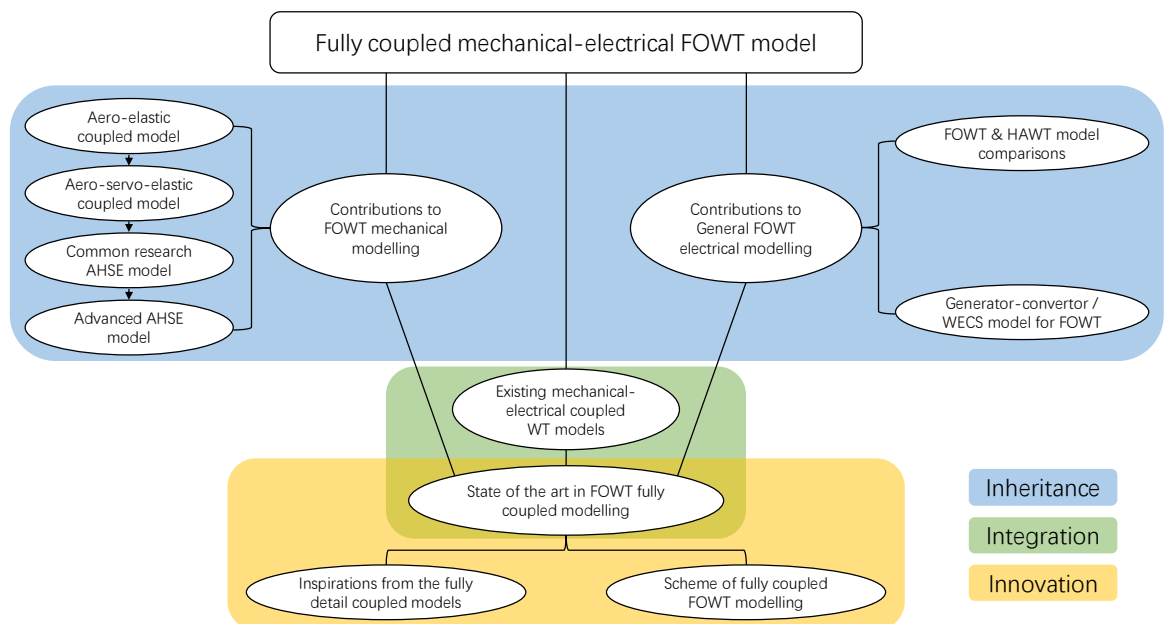 Fully coupled mechanical-electrical FOWT model
Aero-elastic
coupled model
Aero-servo-elastic
coupled model
Common research
AHSE model
Advanced AHSE
model
Contributions to
FOWT mechanical
modelling
Contributions to
General FOWT
electrical modelling
FOWT & HAWT model
comparisons
Generator-convertor /
WECS model for FOWT
Existing mechanical-
electrical coupled
WT models
State of the art in FOWT fully
coupled modelling
Inspirations from the fully
detail coupled models
Scheme of fully coupled
FOWT modelling
Inheritance
Integration
Innovation